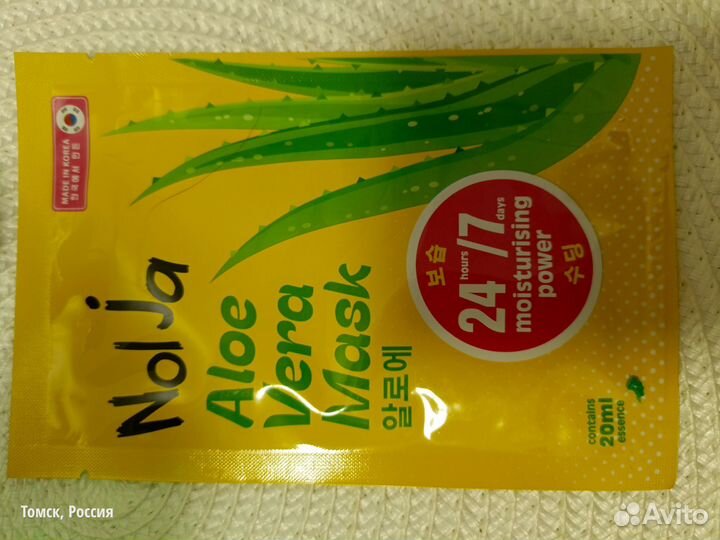 MADE IN KOREA
한국에서 만든
Nolja
Aloe
Vera
Mask
알로에
보습
24 hours /7 days
moisturising
power
수딩
contains
20ml
essence
Томск, Россия
Avito